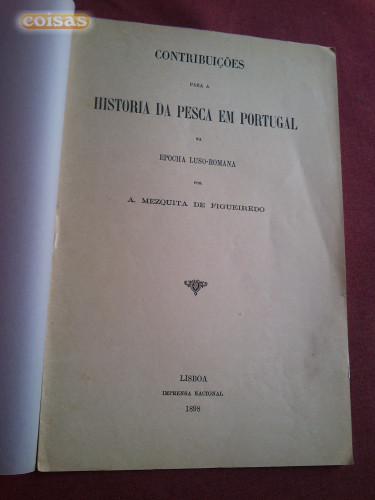 coisas
CONTRIBUIÇÕES
PARA A
HISTORIA DA PESCA EM PORTUGAL
NA
EPOCHA LUSO-ROMANA
POR
A. MEZQUITA DE FIGUEIREDO
LISBOA
IMPRENSA NACIONAL
1898